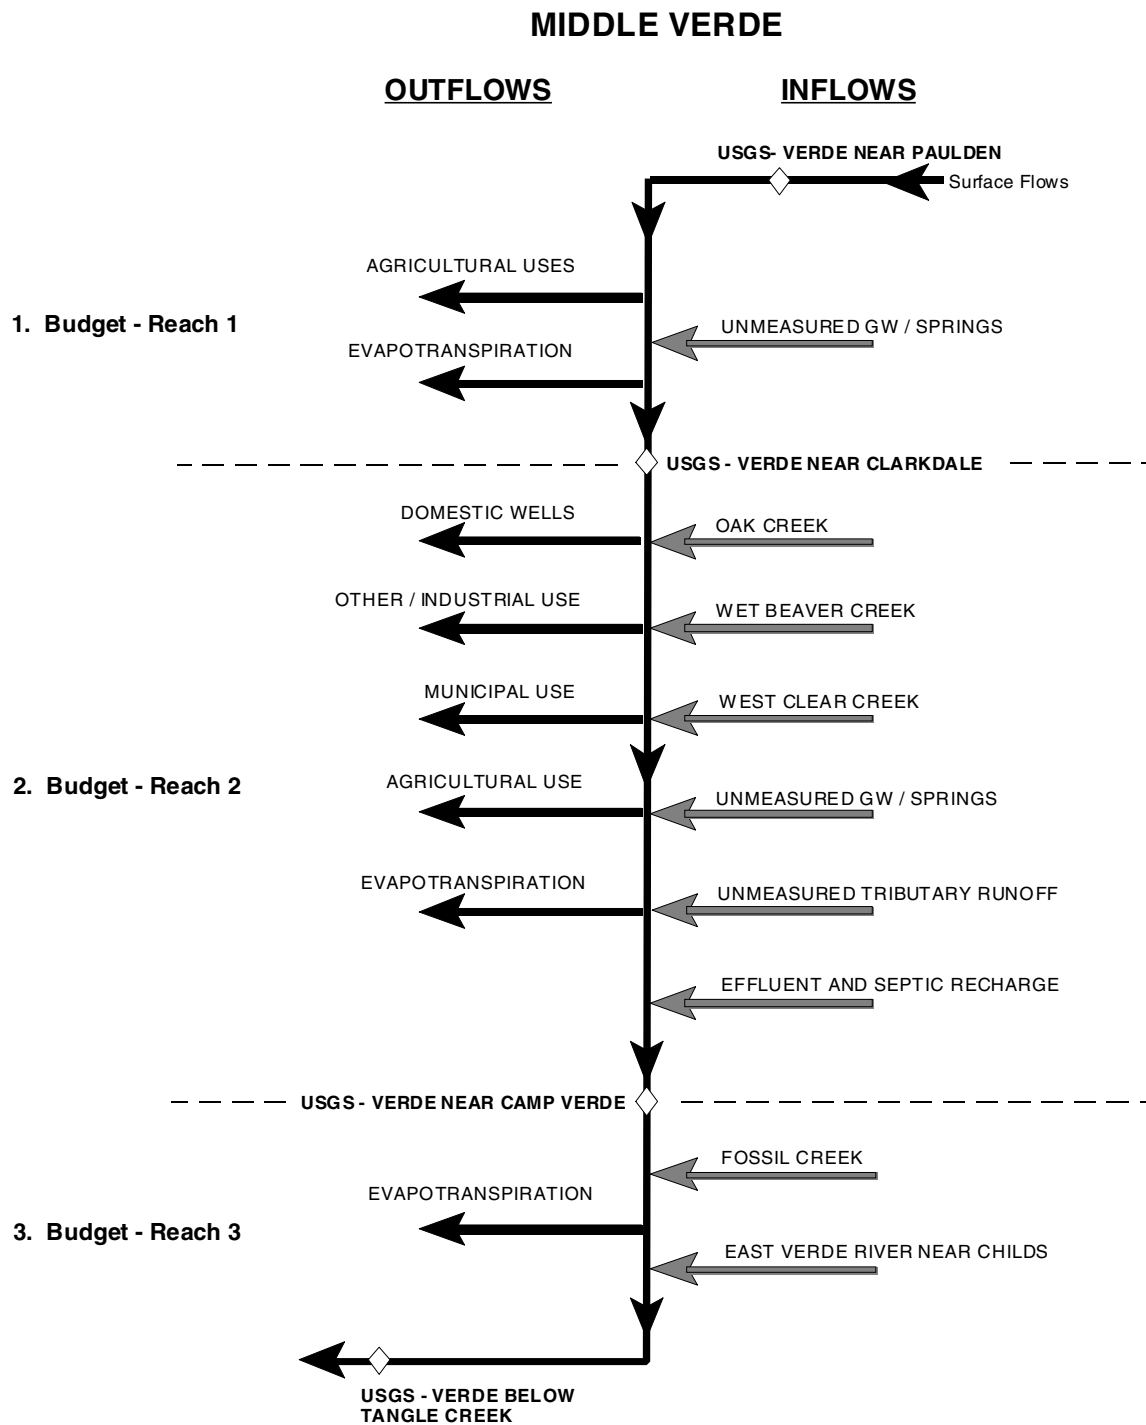 MIDDLE VERDE
OUTFLOWS
INFLOWS
USGS- VERDE NEAR PAULDEN
Surface Flows
AGRICULTURAL USES
1. Budget - Reach 1
UNMEASURED GW / SPRINGS
EVAPOTRANSPIRATION
USGS - VERDE NEAR CLARKDALE
DOMESTIC WELLS
OAK CREEK
OTHER / INDUSTRIAL USE
WET BEAVER CREEK
MUNICIPAL USE
WEST CLEAR CREEK
2. Budget - Reach 2
AGRICULTURAL USE
UNMEASURED GW / SPRINGS
EVAPOTRANSPIRATION
UNMEASURED TRIBUTARY RUNOFF
EFFLUENT AND SEPTIC RECHARGE
USGS - VERDE NEAR CAMP VERDE
FOSSIL CREEK
EVAPOTRANSPIRATION
3. Budget - Reach 3
EAST VERDE RIVER NEAR CHILDS
USGS - VERDE BELOW
TANGLE CREEK